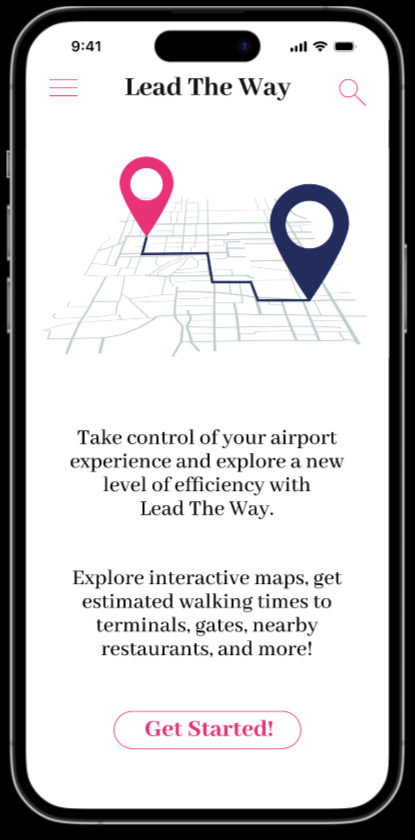 9:41
Lead The Way
Take control of your airport
experience and explore a new
level of efficiency with
Lead The Way.
Explore interactive maps, get
estimated walking times to
terminals, gates, nearby
restaurants, and more!
Get Started!